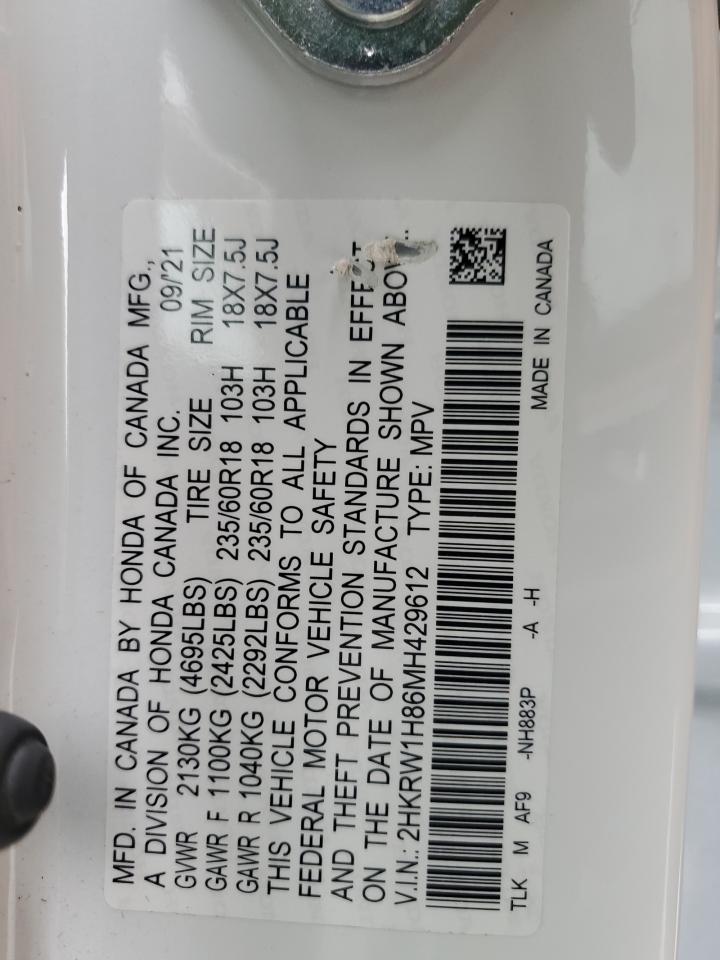 MFD. IN CANADA BY HONDA OF CANADA MFG.,
A DIVISION OF HONDA CANADA INC. 09/'21
GVWR 2130KG (4695LBS) TIRE SIZE RIM SIZE
GAWR F 1100KG (2425LBS) 235/60R18 103H 18X7.5J
GAWR R 1040KG (2292LBS) 235/60R18 103H 18X7.5J
THIS VEHICLE CONFORMS TO ALL APPLICABLE
FEDERAL MOTOR VEHICLE SAFETY
AND THEFT PREVENTION STANDARDS IN EFFECT
ON THE DATE OF MANUFACTURE SHOWN ABOVE.
V.I.N.: 2HKRW1H86MH429612 TYPE: MPV
TLK M AF9 -NH883P -A -H MADE IN CANADA